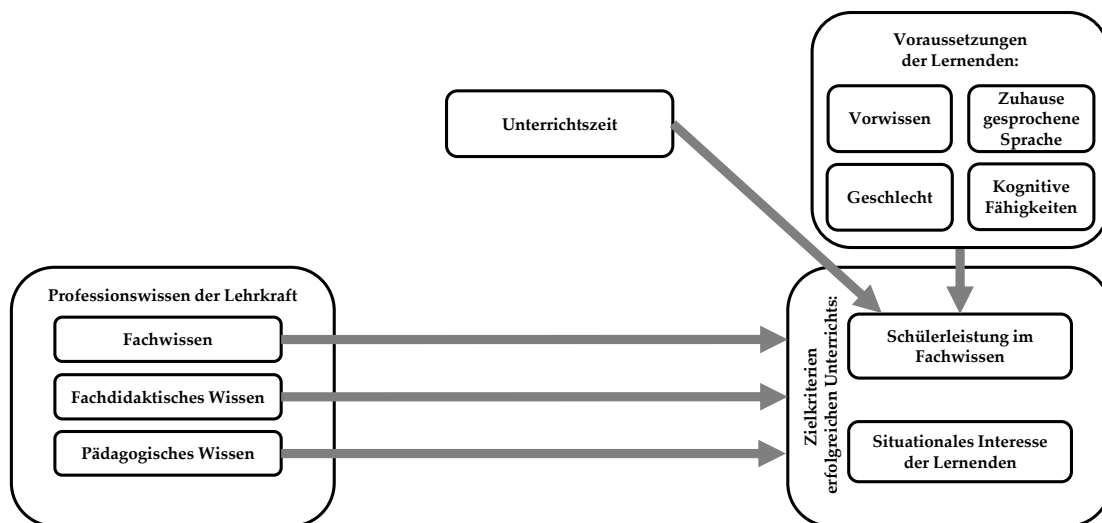 Voraussetzungen
der Lernenden:
Vorwissen
Zuhause
gesprochene
Sprache
Geschlecht
Kognitive
Fähigkeiten
Unterrichtszeit
Professionswissen der Lehrkraft
Fachwissen
Fachdidaktisches Wissen
Pädagogisches Wissen
Zielkriterien
erfolgreichen Unterrichts:
Schülerleistung im
Fachwissen
Situationales Interesse
der Lernenden